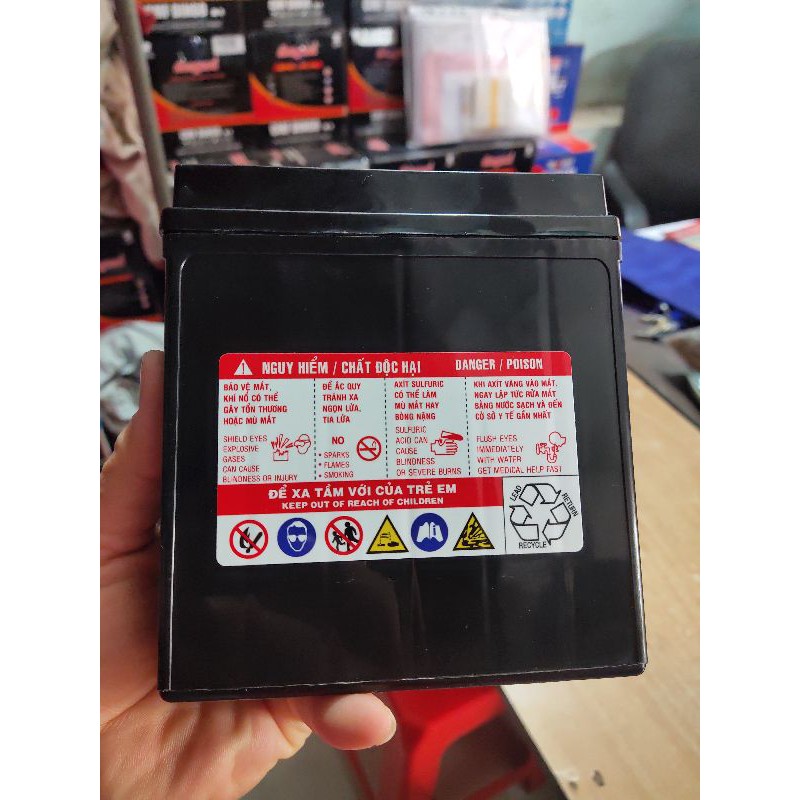 NGUY HIỂM / CHẤT ĐỘC HẠI DANGER / POISON
BẢO VỆ MẮT,
KHÍ NỔ CÓ THỂ
GÂY TỔN THƯƠNG
HOẶC MÙ MẮT
SHIELD EYES
EXPLOSIVE
GASES
CAN CAUSE
BLINDNESS OR INJURY
ĐỂ ẮC QUY
TRÁNH XA
NGỌN LỬA,
TIA LỬA
NO
• SPARKS
• FLAMES
• SMOKING
AXÍT SULFURIC
CÓ THỂ LÀM
MÙ MẮT HAY
BỎNG NẶNG
SULFURIC
ACID CAN
CAUSE
BLINDNESS
OR SEVERE BURNS
KHI AXÍT VĂNG VÀO MẮT,
NGAY LẬP TỨC RỬA MẮT
BẰNG NƯỚC SẠCH VÀ ĐẾN
CƠ SỞ Y TẾ GẦN NHẤT
FLUSH EYES
IMMEDIATELY
WITH WATER
GET MEDICAL HELP FAST
ĐỂ XA TẦM VỚI CỦA TRẺ EM
KEEP OUT OF REACH OF CHILDREN
LEAD
RETURN
RECYCLE